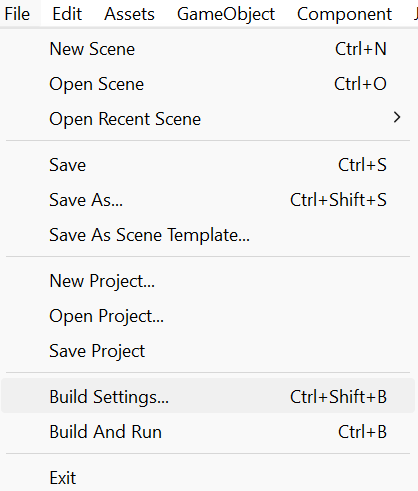 File Edit Assets GameObject Component
New Scene Ctrl+N
Open Scene Ctrl+O
Open Recent Scene
Save Ctrl+S
Save As... Ctrl+Shift+S
Save As Scene Template...
New Project...
Open Project...
Save Project
Build Settings... Ctrl+Shift+B
Build And Run Ctrl+B
Exit